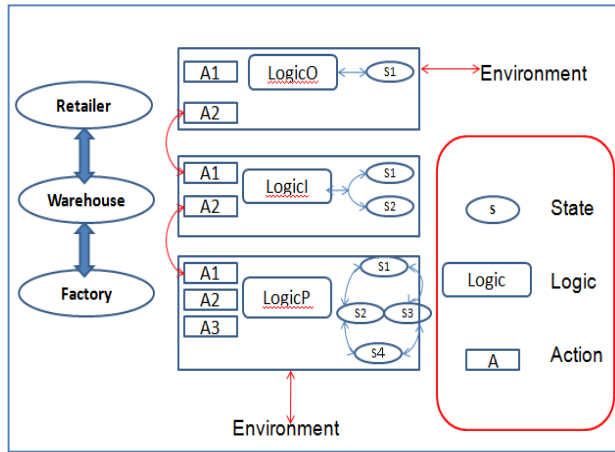 Retailer
Warehouse
Factory
A1
LogicO
S1
A2
Environment
A1
LogicI
S1
A2
S2
A1
LogicP
S1
A2
S2
S3
A3
S4
Environment
S
State
Logic
Logic
A
Action